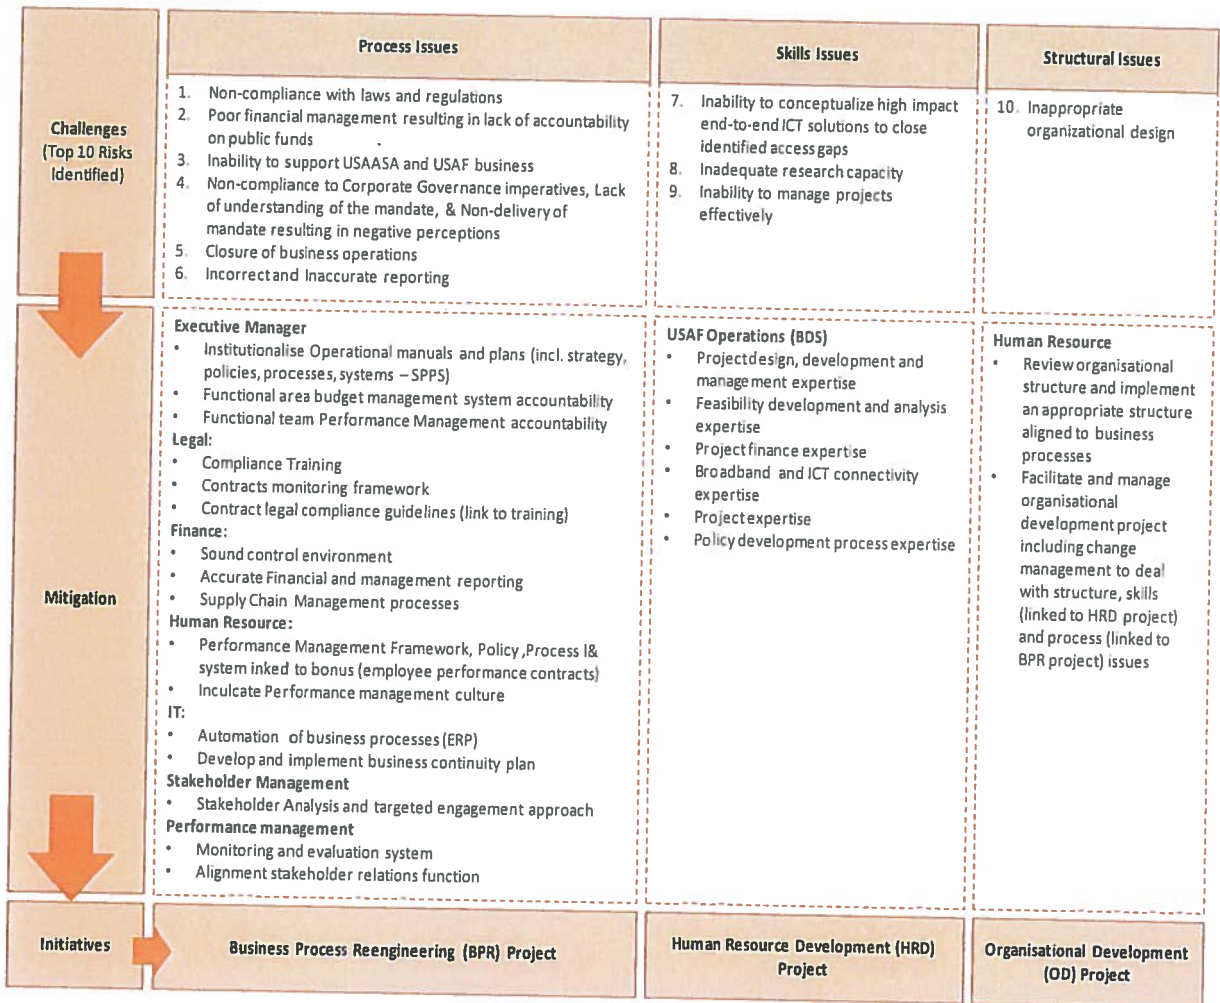 Process Issues
Skills Issues
Structural Issues
Challenges
(Top 10 Risks
Identified)
1. Non-compliance with laws and regulations
2. Poor financial management resulting in lack of accountability
on public funds
3. Inability to support USAASA and USAF business
4. Non-compliance to Corporate Governance imperatives, Lack
of understanding of the mandate, & Non-delivery of
mandate resulting in negative perceptions
5. Closure of business operations
6. Incorrect and Inaccurate reporting
7. Inability to conceptualize high impact
end-to-end ICT solutions to close
identified access gaps
8. Inadequate research capacity
9. Inability to manage projects
effectively
10. Inappropriate
organizational design
Mitigation
Executive Manager
• Institutionalise Operational manuals and plans (incl. strategy,
policies, processes, systems – SPPS)
• Functional area budget management system accountability
• Functional team Performance Management accountability
Legal:
• Compliance Training
• Contracts monitoring framework
• Contract legal compliance guidelines (link to training)
Finance:
• Sound control environment
• Accurate Financial and management reporting
• Supply Chain Management processes
Human Resource:
• Performance Management Framework, Policy ,Process l&
system inked to bonus (employee performance contracts)
• Inculcate Performance management culture
IT:
• Automation of business processes (ERP)
• Develop and implement business continuity plan
Stakeholder Management
• Stakeholder Analysis and targeted engagement approach
Performance management
• Monitoring and evaluation system
• Alignment stakeholder relations function
USAF Operations (BDS)
• Project design, development and
management expertise
• Feasibility development and analysis
expertise
• Project finance expertise
• Broadband and ICT connectivity
expertise
• Project expertise
• Policy development process expertise
Human Resource
• Review organisational
structure and implement
an appropriate structure
aligned to business
processes
• Facilitate and manage
organisational
development project
including change
management to deal
with structure, skills
(linked to HRD project)
and process (linked to
BPR project) issues
Initiatives
Business Process Reengineering (BPR) Project
Human Resource Development (HRD)
Project
Organisational Development
(OD) Project